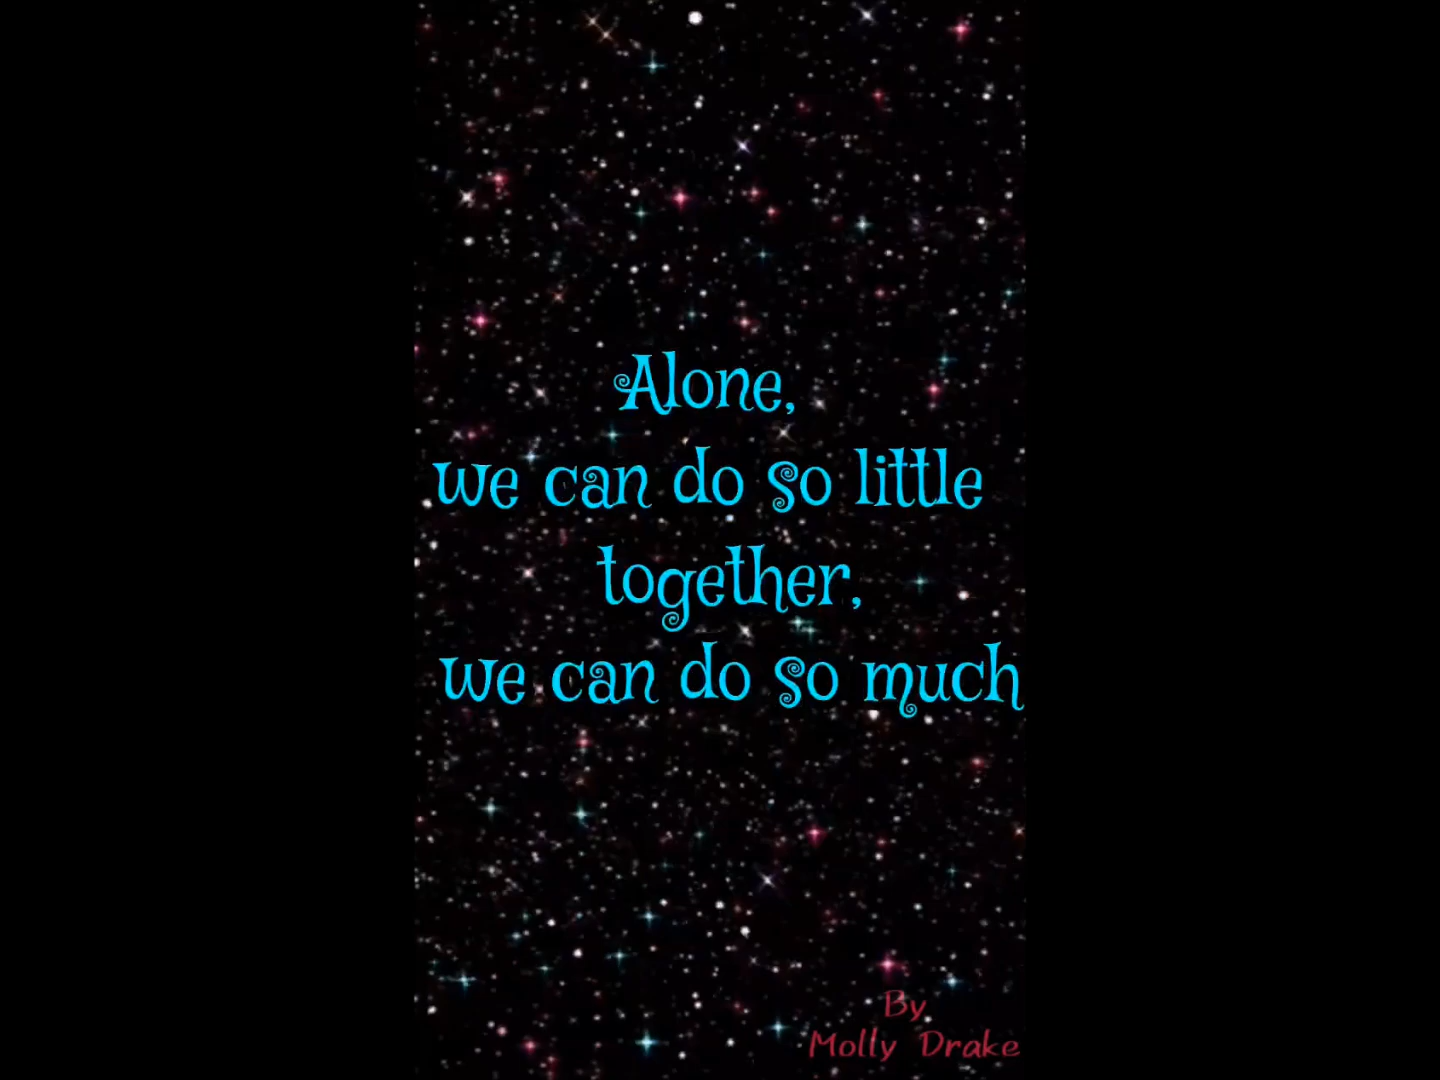 Alone,
we can do so little
together,
we can do so much
By
Molly Drake